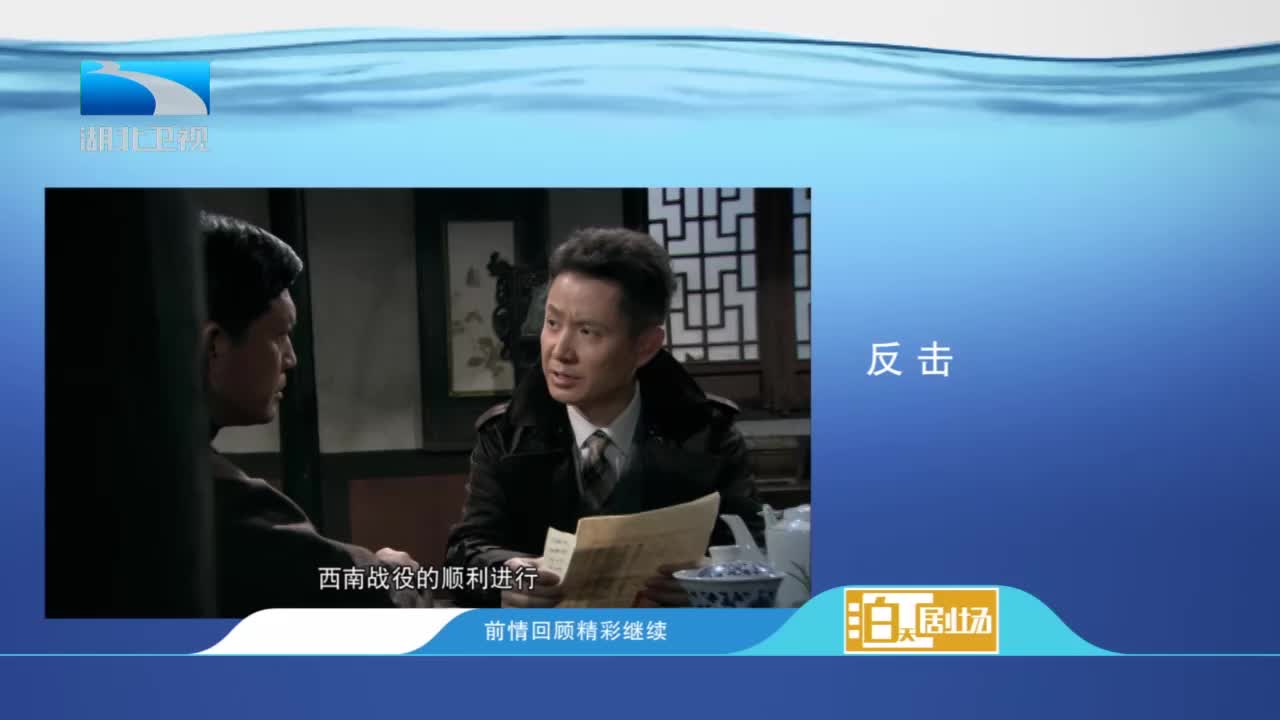 湖北卫视
反击
西南战役的顺利进行
前情回顾精彩继续
白天剧场